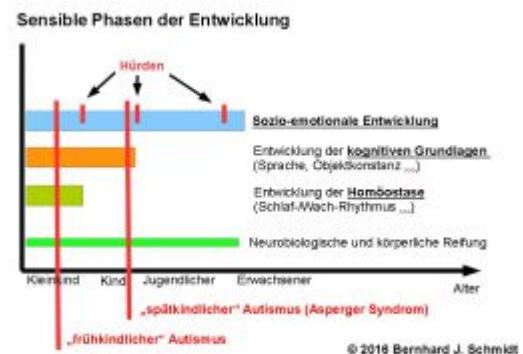 Sensible Phasen der Entwicklung
Hürden
Sozio-emotionale Entwicklung
Entwicklung der kognitiven Grundlagen
(Sprache, Objektkonstanz ,,,)
Entwicklung der Homöostase
(Schlaf-/Wach-Rhythmus ,,,)
Neurobiologische und körperliche Reifung
Kleinkind Kind Jugendlicher Erwachsener
Alter
„spätkindlicher“ Autismus (Asperger Syndrom)
„frühkindlicher“ Autismus
© 2016 Bernhard J. Schmidt